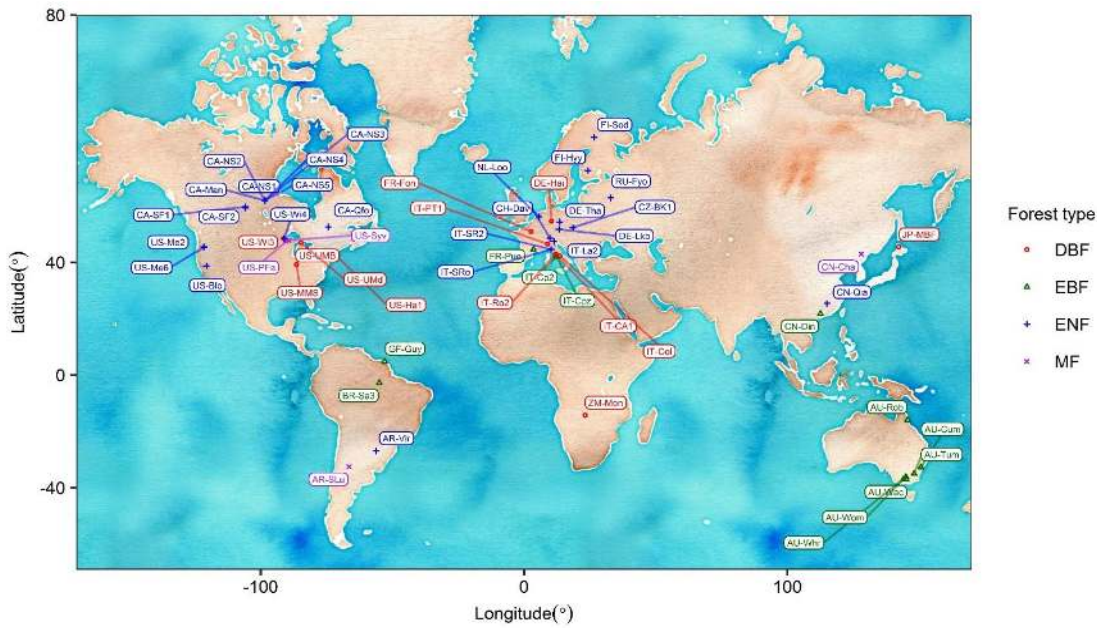 80
40
0
-40
Latitude(°)
-100
0
100
Longitude(°)
CA-NS3
CA-NS2
CA-NS4
CA-Man
CA-NS1
CA-NS5
CA-SF1
CA-SF2
CA-Qfo
US-Wi4
US-Me2
US-Wi3
US-Syv
US-PFa
US-UMB
US-Me6
US-UMd
US-Blo
US-MMS
US-Ha1
GF-Guy
BR-Sa3
AR-Vir
AR-SLu
FI-Sod
NL-Loo
FI-Hyy
FR-Fon
DE-Hai
RU-Fyo
IT-PT1
CH-Dav
DE-Tha
CZ-BK1
IT-SR2
DE-Lkb
FR-Pue
IT-La2
IT-SRo
IT-Cp2
IT-Ro2
IT-Cpz
IT-CA1
IT-Col
ZM-Mon
JP-MBF
CN-Cha
CN-Qia
CN-Din
AU-Rob
AU-Cum
AU-Tum
AU-Wac
AU-Wom
AU-Whr
Forest type
DBF
EBF
ENF
MF